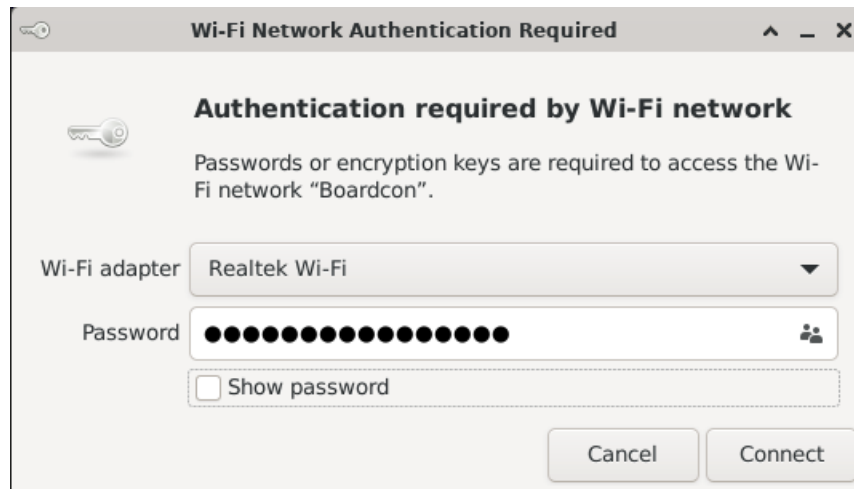 Wi-Fi Network Authentication Required
Authentication required by Wi-Fi network
Passwords or encryption keys are required to access the Wi-
Fi network “Boardcon”.
Wi-Fi adapter Realtek Wi-Fi
Password ●●●●●●●●●●●●●●●●
Show password
Cancel Connect